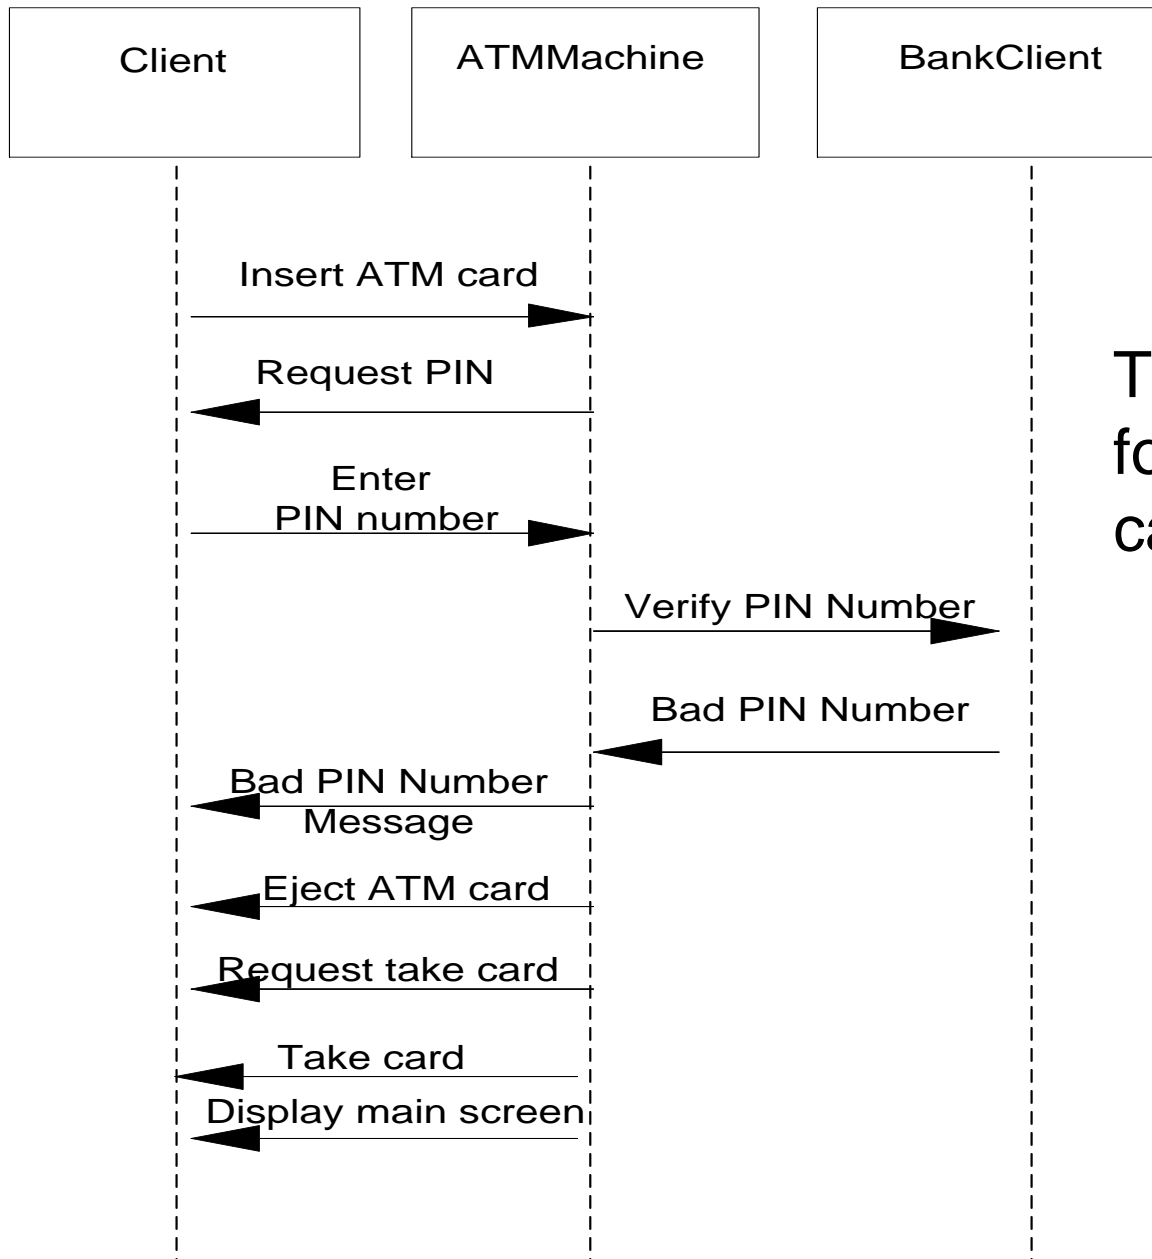 Client
ATMMachine
BankClient
Insert ATM card
Request PIN
Enter
PIN number
Verify PIN Number
Bad PIN Number
Bad PIN Number
Message
Eject ATM card
Request take card
Take card
Display main screen